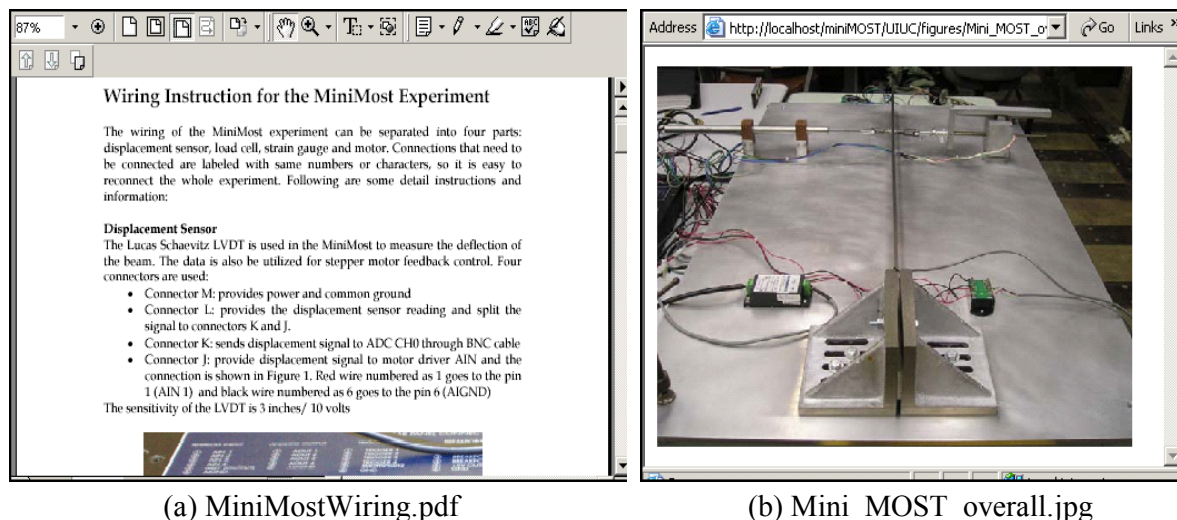 87%
Wiring Instruction for the MiniMost Experiment
The wiring of the MiniMost experiment can be separated into four parts:
displacement sensor, load cell, strain gauge and motor. Connections that need to
be connected are labeled with same numbers or characters, so it is easy to
reconnect the whole experiment. Following are some detail instructions and
information:
Displacement Sensor
The Lucas Schaevitz LVDT is used in the MiniMost to measure the deflection of
the beam. The data is also be utilized for stepper motor feedback control. Four
connectors are used:
• Connector M: provides power and common ground
• Connector L: provides the displacement sensor reading and split the
signal to connectors K and J.
• Connector K: sends displacement signal to ADC CH0 through BNC cable
• Connector J: provide displacement signal to motor driver AIN and the
connection is shown in Figure 1. Red wire numbered as 1 goes to the pin
1 (AIN 1) and black wire numbered as 6 goes to the pin 6 (AIGND)
The sensitivity of the LVDT is 3 inches/ 10 volts
(a) MiniMostWiring.pdf
Address http://localhost/miniMOST/UIUC/figures/Mini_MOST_o Go Links »
(b) Mini_MOST_overall.jpg